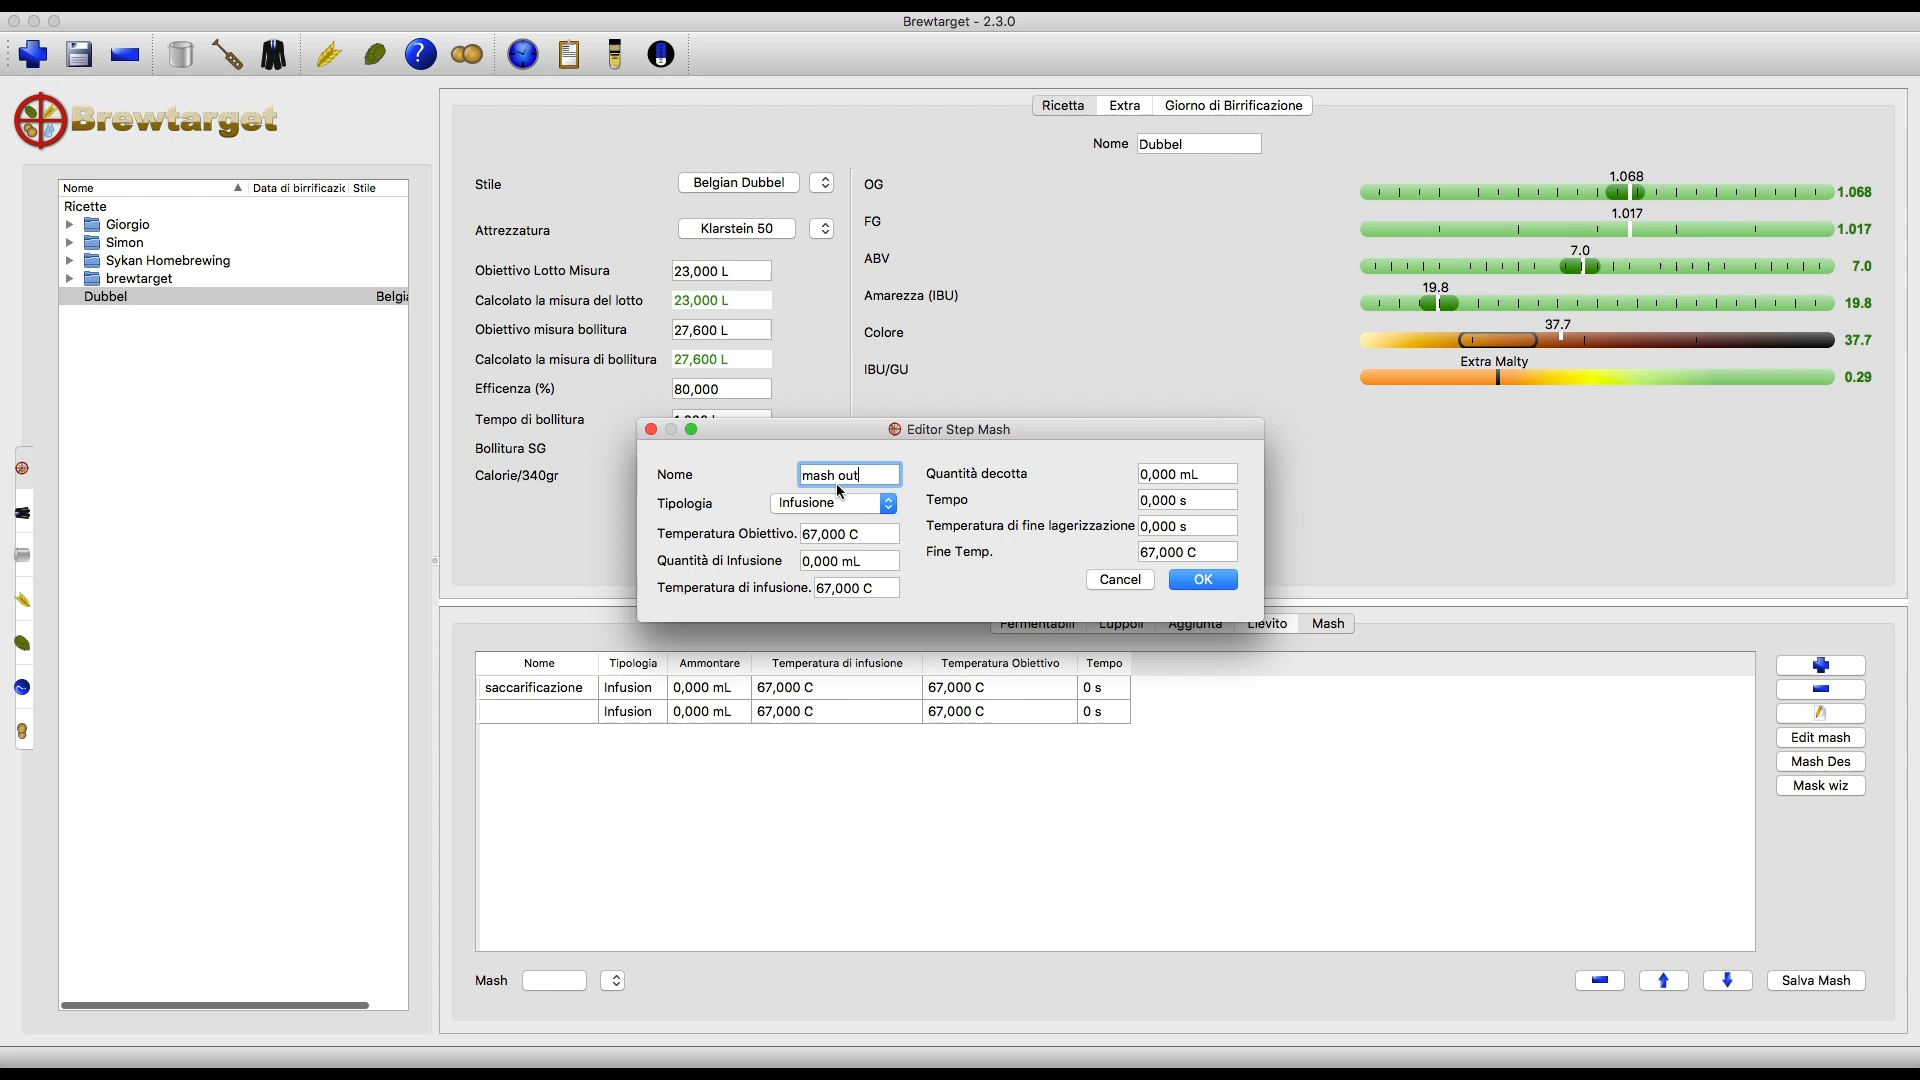 Brewtarget - 2.3.0
Brewtarget
Ricetta Extra Giorno di Birrificazione
Nome Dubbel
Nome Data di birrificazic Stile
Ricette
Giorgio
Simon
Sykan Homebrewing
brewtarget
Dubbel Belgi
Stile Belgian Dubbel
Attrezzatura Klarstein 50
Obiettivo Lotto Misura 23,000 L
Calcolato la misura del lotto 23,000 L
Obiettivo misura bollitura 27,600 L
Calcolato la misura di bollitura 27,600 L
Efficenza (%) 80,000
Tempo di bollitura
Bollitura SG
Calorie/340gr
OG 1.068 1.068
FG 1.017 1.017
ABV 7.0 7.0
Amarezza (IBU) 19.8 19.8
Colore 37.7 37.7
IBU/GU Extra Malty 0.29
Editor Step Mash
Nome mash out
Tipologia Infusione
Temperatura Obiettivo. 67,000 C
Quantità di Infusione 0,000 mL
Temperatura di infusione. 67,000 C
Quantità decotta 0,000 mL
Tempo 0,000 s
Temperatura di fine lagerizzazione 0,000 s
Fine Temp. 67,000 C
Cancel OK
Fermentabili Luppoli Aggiunta Lievito Mash
Nome Tipologia Ammontare Temperatura di infusione Temperatura Obiettivo Tempo
saccarificazione Infusion 0,000 mL 67,000 C 67,000 C 0 s
Infusion 0,000 mL 67,000 C 67,000 C 0 s
Edit mash
Mash Des
Mask wiz
Mash
Salva Mash